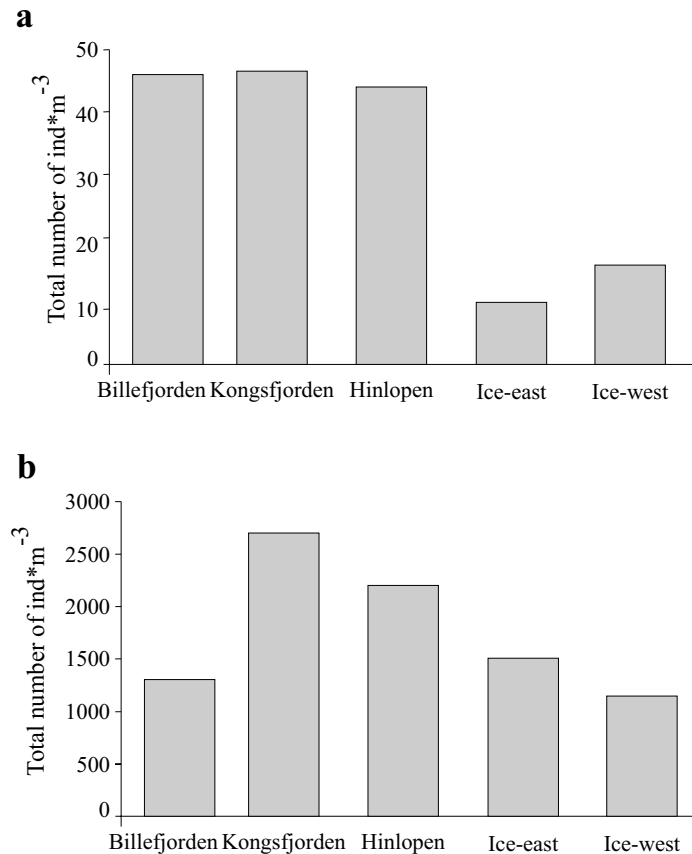 a
Total number of ind*m-3
50
40
30
20
10
0
Billefjorden Kongsfjorden Hinlopen Ice-east Ice-west
b
Total number of ind*m-3
3000
2500
2000
1500
1000
500
0
Billefjorden Kongsfjorden Hinlopen Ice-east Ice-west